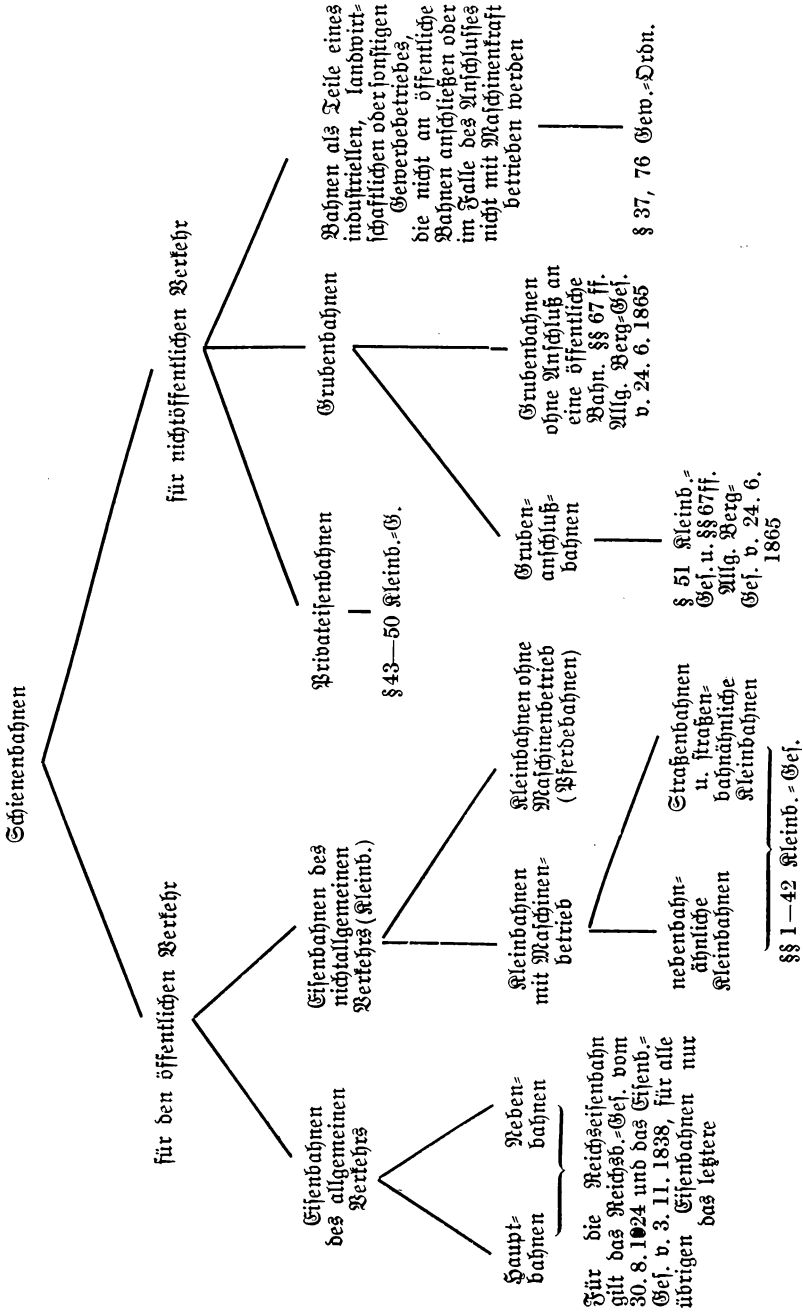 Schienenbahnen
für den öffentlichen Verkehr
für nichtöffentlichen Verkehr
Eisenbahnen
des allgemeinen
Verkehrs
Eisenbahnen des
nichtallgemeinen
Verkehrs (Kleinb.)
Privateisenbahnen
§ 43—50 Kleinb.=G.
Grubenbahnen
Bahnen als Teile eines
industriellen, landwirt=
schaftlichen oder sonstigen
Gewerbebetriebes,
die nicht an öffentliche
Bahnen anschließen oder
im Falle des Anschlusses
nicht mit Maschinenkraft
betrieben werden
§ 37, 76 Gew.=Ordn.
Haupt=
bahnen
Neben=
bahnen
Für die Reichseisenbahn
gilt das Reichsb.=Ges. vom
30. 8. 1924 und das Eisenb.=
Ges. v. 3. 11. 1838, für alle
übrigen Eisenbahnen nur
das letztere
Kleinbahnen
mit Maschinen=
betrieb
Kleinbahnen ohne
Maschinenbetrieb
(Pferdebahnen)
Gruben=
anschluß=
bahnen
Grubenbahnen
ohne Anschluß an
eine öffentliche
Bahn. §§ 67 ff.
Allg. Berg=Ges.
v. 24. 6. 1865
nebenbahn=
ähnliche
Kleinbahnen
Straßenbahnen
u. straßen=
bahnähnliche
Kleinbahnen
§§ 1—42 Kleinb.=Ges.
§ 51 Kleinb.=
Ges. u. §§ 67 ff.
Allg. Berg=
Ges. v. 24. 6.
1865